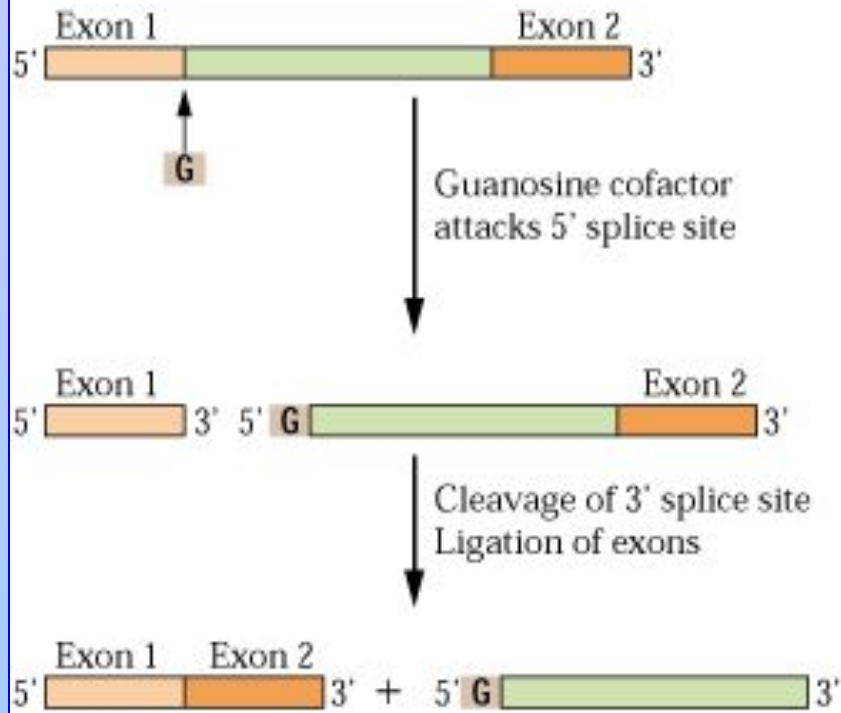 Exon 1 Exon 2
5' 3'
G
Guanosine cofactor
attacks 5' splice site
Exon 1 Exon 2
5' 3' 5' G 3'
Cleavage of 3' splice site
Ligation of exons
Exon 1 Exon 2
5' 3' + 5' G 3'